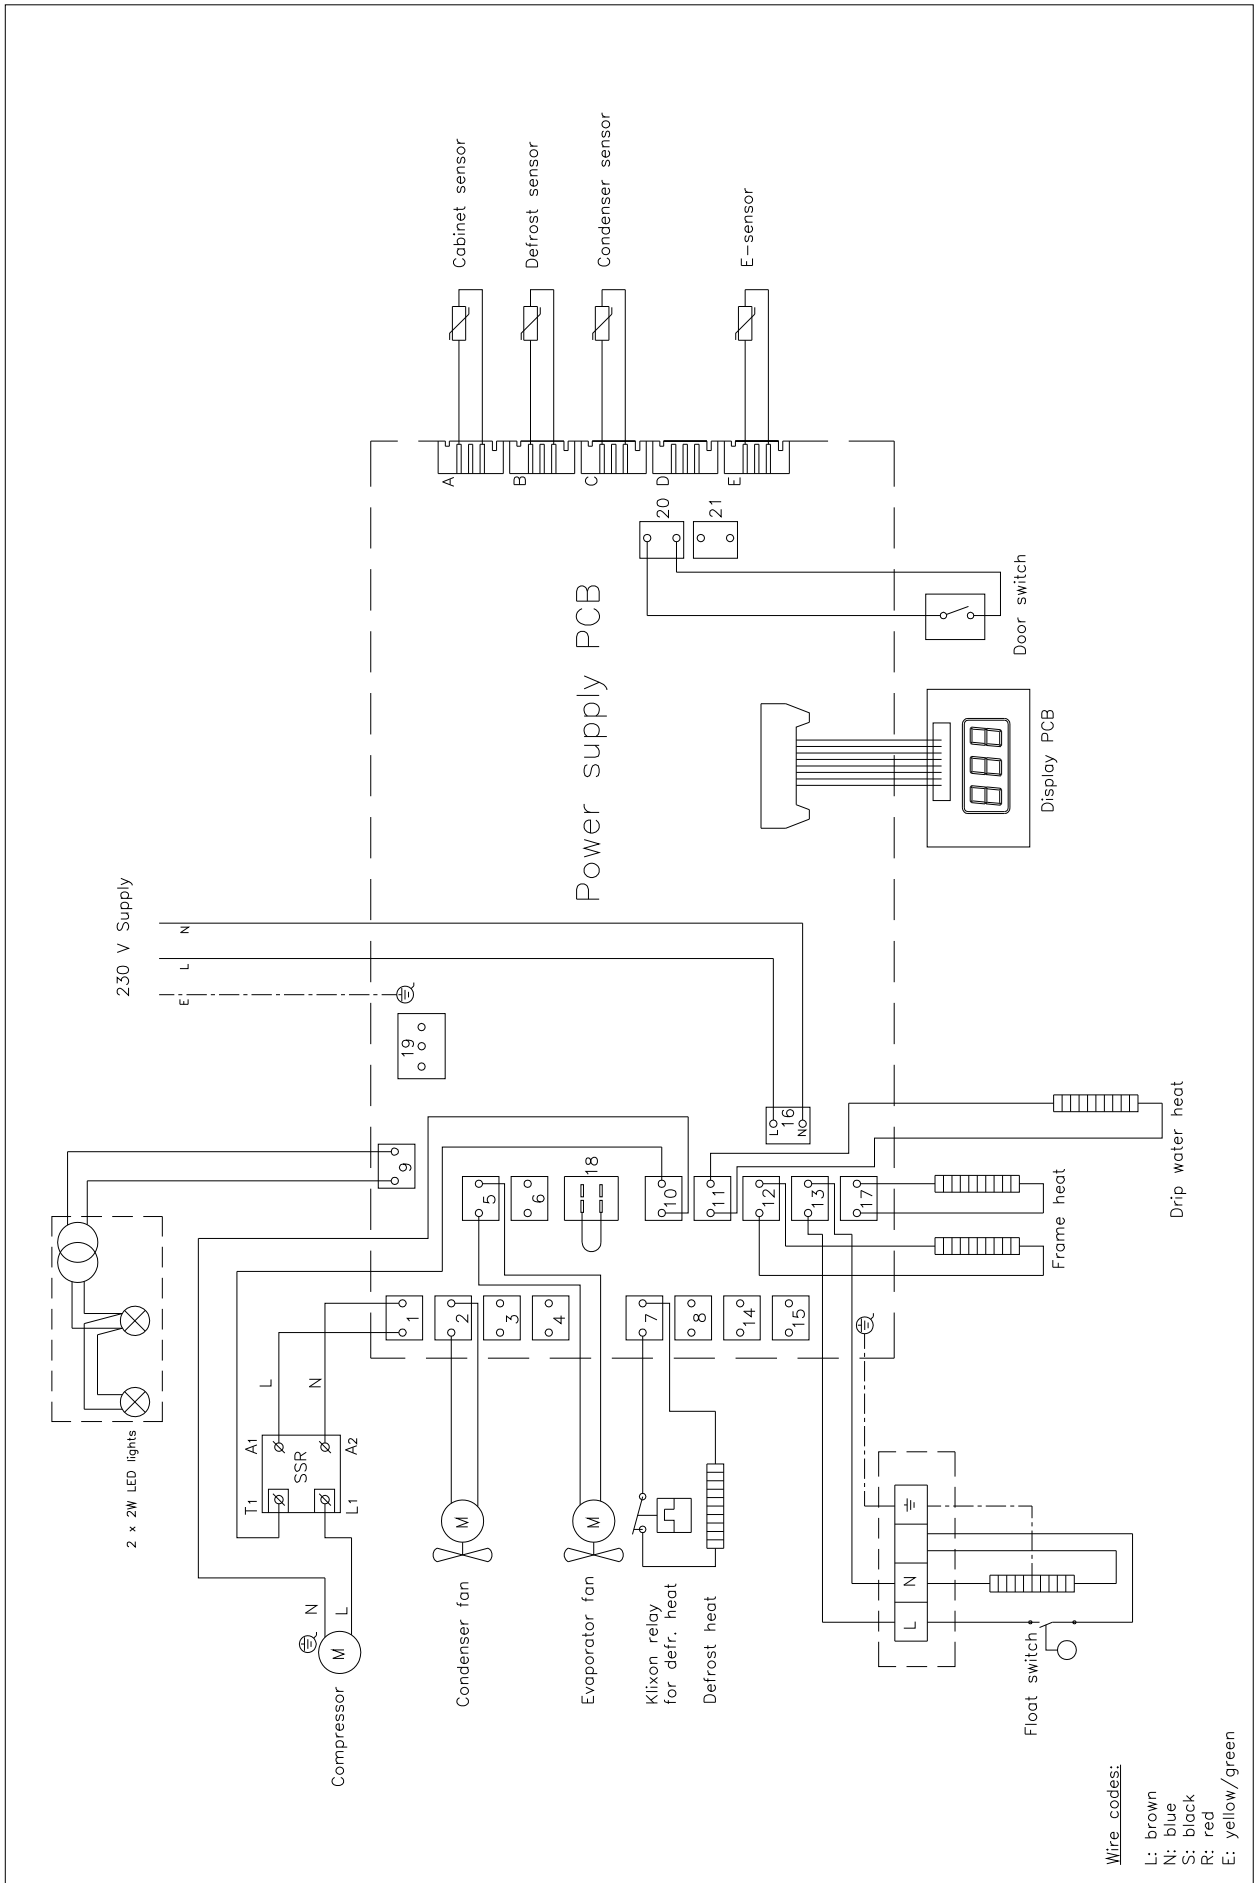 Cabinet sensor
Defrost sensor
Condenser sensor
E-sensor
A
B
C
D
E
20
21
Door switch
Power supply PCB
Display PCB
230 V Supply
E
L
N
19
9
L
16
N
5
6
18
10
11
12
13
17
Drip water heat
Frame heat
1
2
3
4
7
8
14
15
2 x 2W LED lights
L
N
A1
A2
SSR
T1
L1
N
L
M
Compressor
M
Condenser fan
M
Evaporator fan
Klixon relay
for defr. heat
Defrost heat
L
N
Float switch
Wire codes:
L: brown
N: blue
S: black
R: red
E: yellow/green